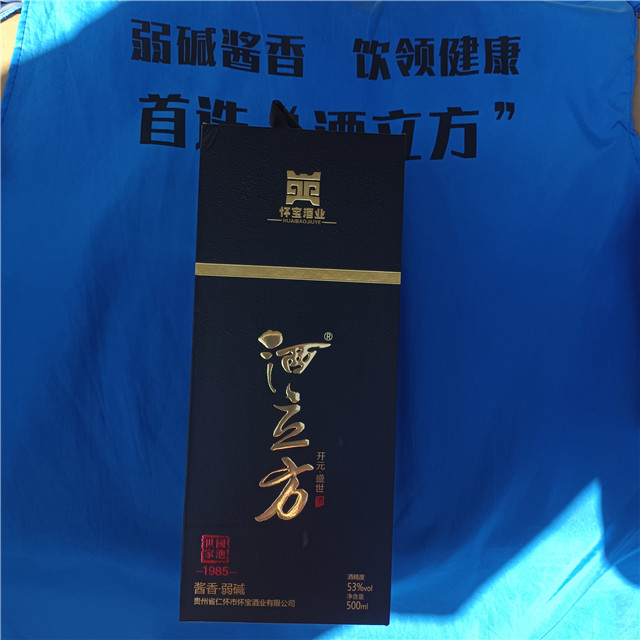 弱碱酱香 饮领健康
首选 酒立方”
怀宝酒业
HUAIBAOJIUYE
酒立方®
开元·盛世
世家
1985
酱香·弱碱
贵州省仁怀市怀宝酒业有限公司
酒精度
53%vol
净含量
500ml